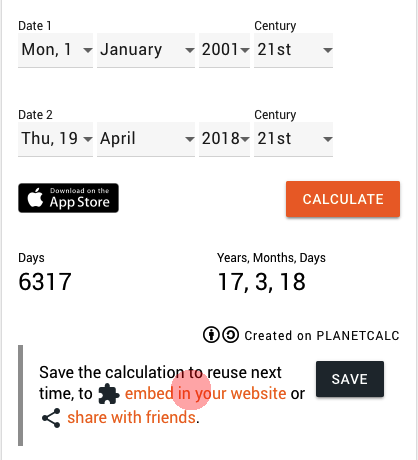 Date 1 Century
Mon, 1 January 2001 21st
Date 2 Century
Thu, 19 April 2018 21st
Download on the
App Store
CALCULATE
Days Years, Months, Days
6317 17, 3, 18
Created on PLANETCALC
Save the calculation to reuse next
time, to embed in your website or
share with friends.
SAVE